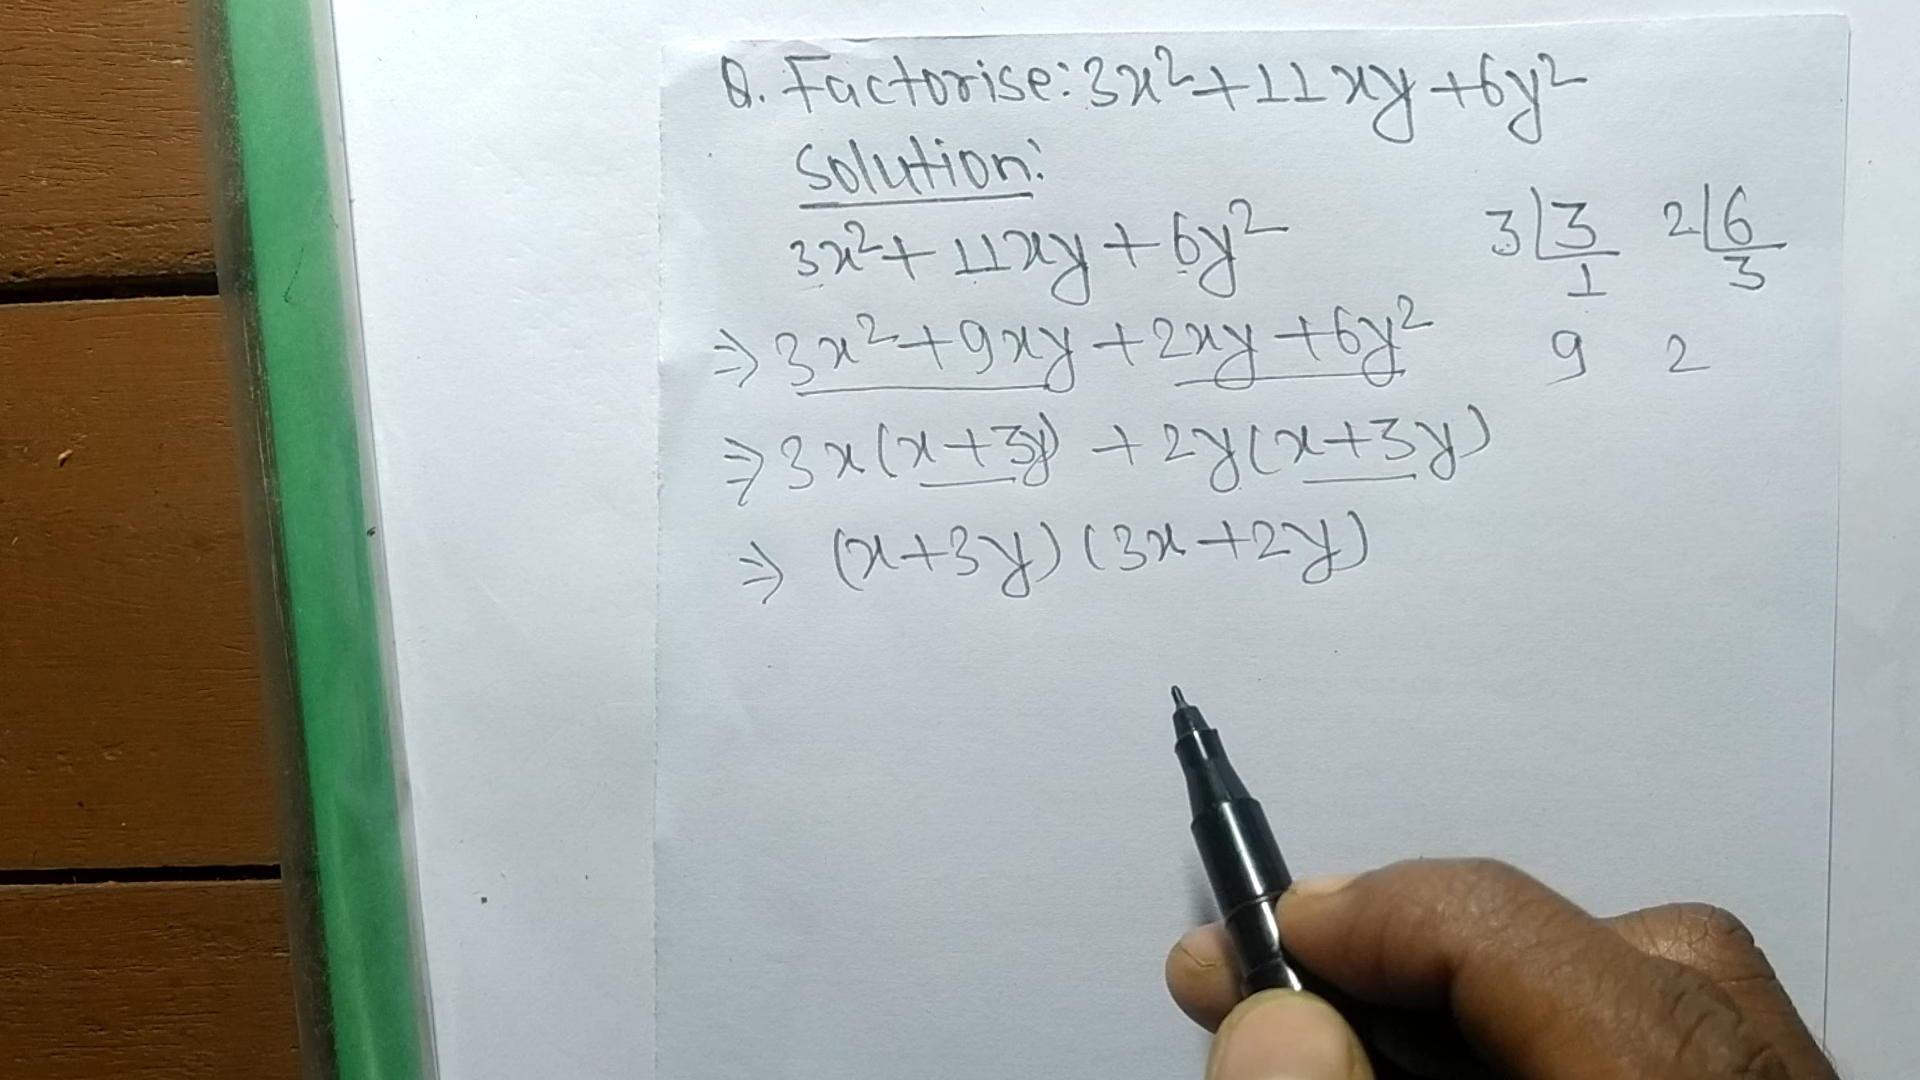 Q. Factorise: 3x²+11xy+6y²
Solution:
3x²+11xy+6y²
3|3 2|6
1 3
⇒3x²+9xy+2xy+6y²
9 2
⇒3x(x+3y)+2y(x+3y)
⇒(x+3y)(3x+2y)